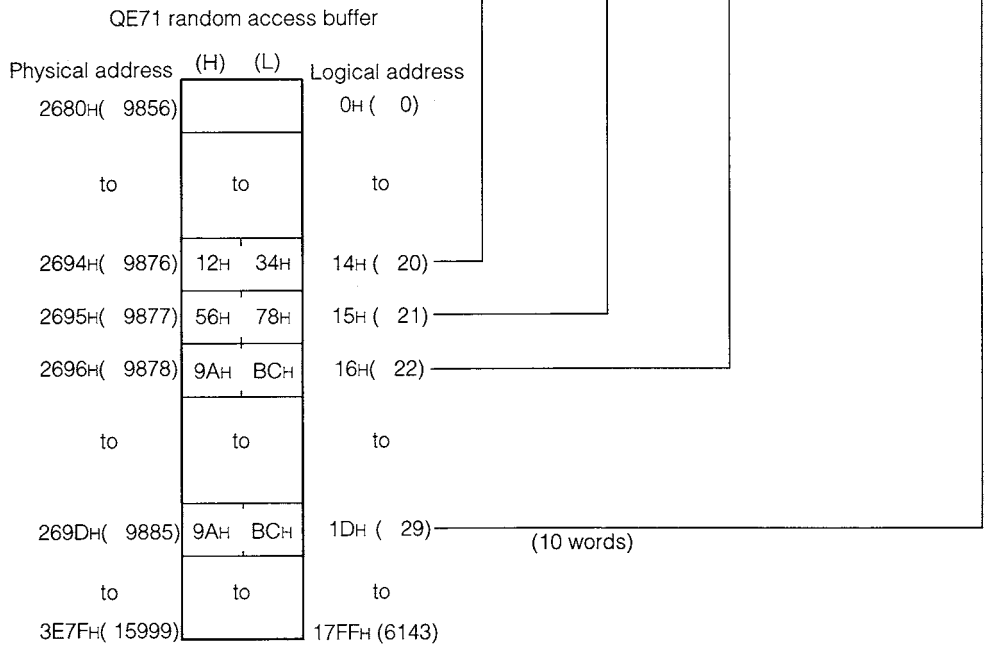 QE71 random access buffer
Physical address (H) (L) Logical address
2680H( 9856) 0H ( 0)
to to to
2694H( 9876) 12H 34H 14H ( 20)
2695H( 9877) 56H 78H 15H ( 21)
2696H( 9878) 9AH BCH 16H( 22)
to to to
269DH( 9885) 9AH BCH 1DH ( 29)
(10 words)
to to to
3E7FH( 15999) 17FFH (6143)